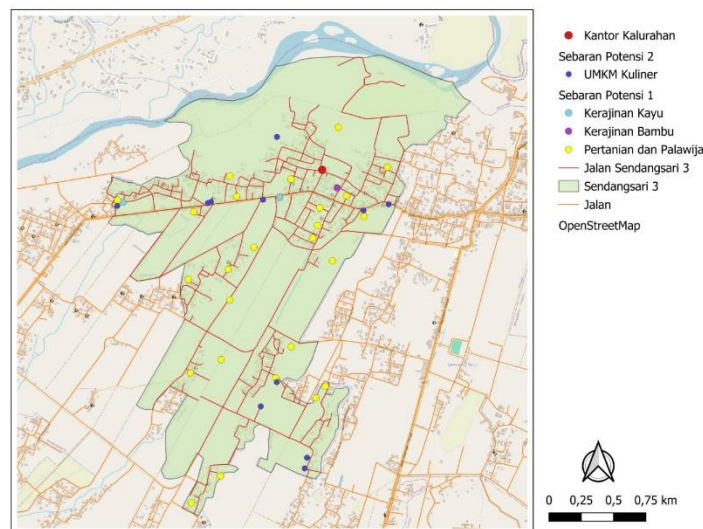 Kantor Kalurahan
Sebaran Potensi 2
UMKM Kuliner
Sebaran Potensi 1
Kerajinan Kayu
Kerajinan Bambu
Pertanian dan Palawija
Jalan Sendangsari 3
Sendangsari 3
Jalan
OpenStreetMap
0 0,25 0,5 0,75 km